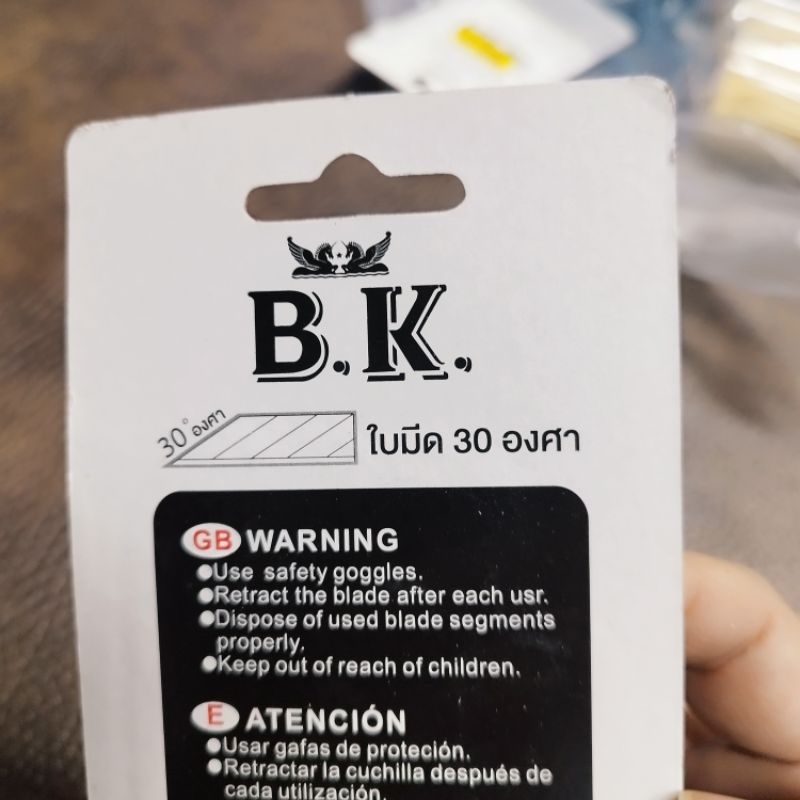 B.K.
30° องศา
ใบมีด 30 องศา
GB WARNING
●Use safety goggles.
●Retract the blade after each usr.
●Dispose of used blade segments
properly.
●Keep out of reach of children.
E ATENCIÓN
●Usar gafas de proteción.
●Retractar la cuchilla después de
cada utilización.